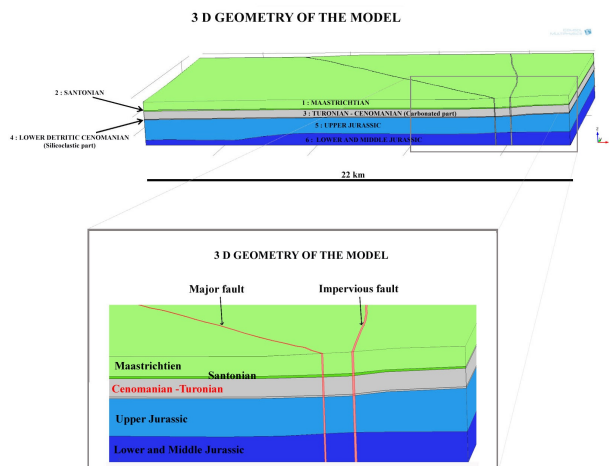 3 D GEOMETRY OF THE MODEL
2 : SANTONIAN
1 : MAASTRICHTIAN
3 : TURONIAN - CENOMANIAN (Carbonated part)
4 : LOWER DETRITIC CENOMANIAN
(Silicoclastic part)
5 : UPPER JURASSIC
6 : LOWER AND MIDDLE JURASSIC
22 km
3 D GEOMETRY OF THE MODEL
Major fault
Impervious fault
Maastrichtien
Santonian
Cenomanian -Turonian
Upper Jurassic
Lower and Middle Jurassic